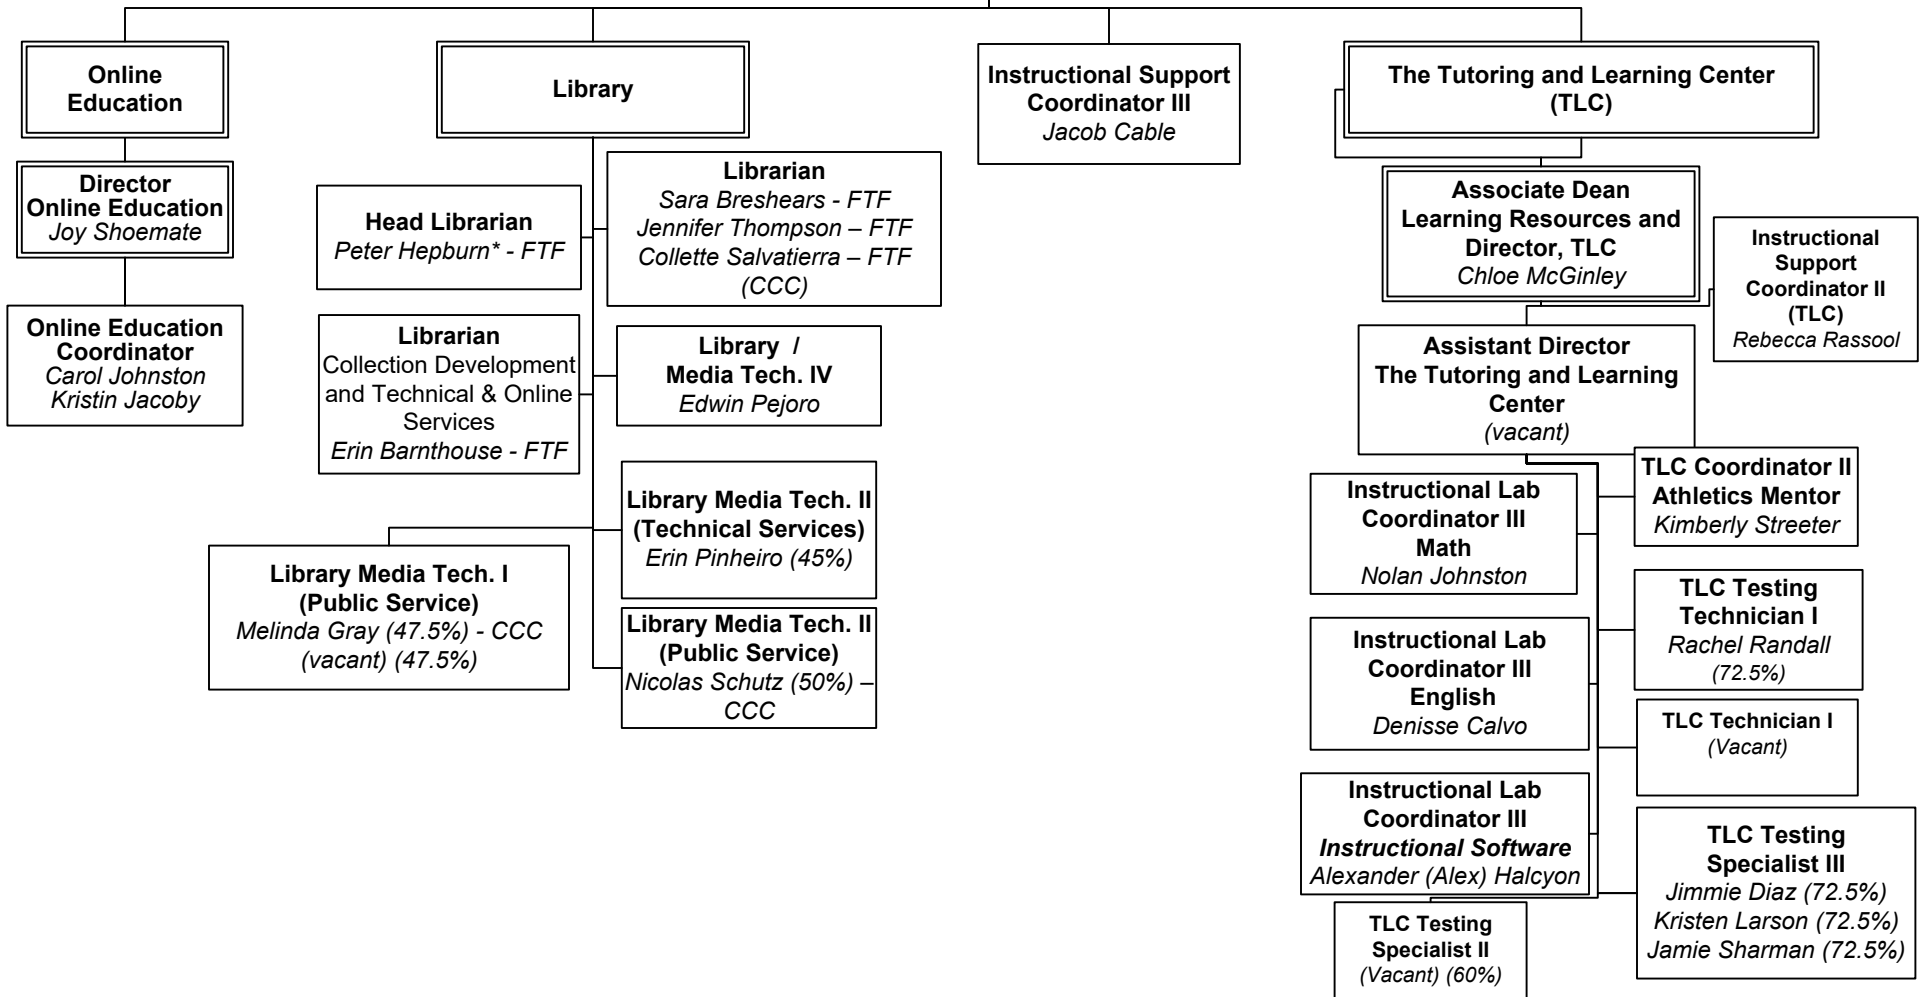 Online
Education
Director
Online Education
Joy Shoemate
Online Education
Coordinator
Carol Johnston
Kristin Jacoby
Library
Head Librarian
Peter Hepburn* - FTF
Librarian
Sara Breshears - FTF
Jennifer Thompson – FTF
Collette Salvatierra – FTF
(CCC)
Librarian
Collection Development
and Technical & Online
Services
Erin Barnthouse - FTF
Library /
Media Tech. IV
Edwin Pejoro
Library Media Tech. II
(Technical Services)
Erin Pinheiro (45%)
Library Media Tech. I
(Public Service)
Melinda Gray (47.5%) - CCC
(vacant) (47.5%)
Library Media Tech. II
(Public Service)
Nicolas Schutz (50%) –
CCC
Instructional Support
Coordinator III
Jacob Cable
The Tutoring and Learning Center
(TLC)
Associate Dean
Learning Resources and
Director, TLC
Chloe McGinley
Instructional
Support
Coordinator II
(TLC)
Rebecca Rassool
Assistant Director
The Tutoring and Learning
Center
(vacant)
Instructional Lab
Coordinator III
Math
Nolan Johnston
TLC Coordinator II
Athletics Mentor
Kimberly Streeter
Instructional Lab
Coordinator III
English
Denisse Calvo
TLC Testing
Technician I
Rachel Randall
(72.5%)
TLC Technician I
(Vacant)
Instructional Lab
Coordinator III
Instructional Software
Alexander (Alex) Halcyon
TLC Testing
Specialist III
Jimmie Diaz (72.5%)
Kristen Larson (72.5%)
Jamie Sharman (72.5%)
TLC Testing
Specialist II
(Vacant) (60%)